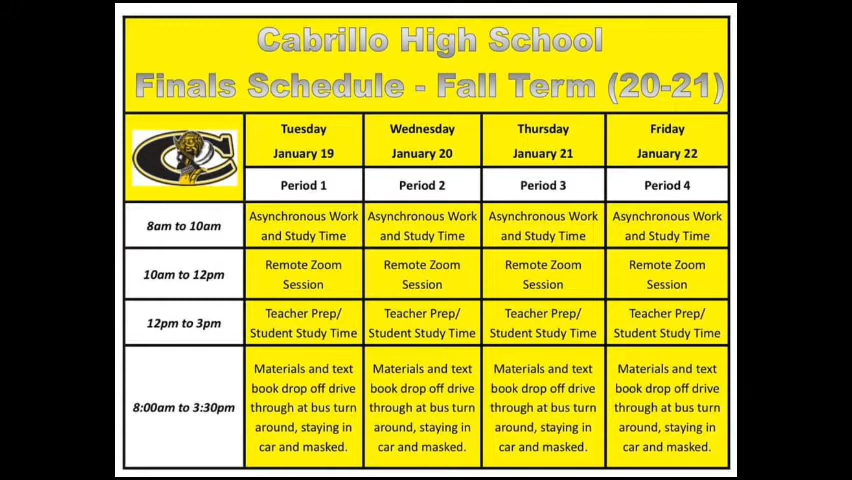 Cabrillo High School
Finals Schedule - Fall Term (20-21)
Tuesday Wednesday Thursday Friday
January 19 January 20 January 21 January 22
Period 1 Period 2 Period 3 Period 4
8am to 10am
Asynchronous Work Asynchronous Work Asynchronous Work Asynchronous Work
and Study Time and Study Time and Study Time and Study Time
10am to 12pm
Remote Zoom Remote Zoom Remote Zoom Remote Zoom
Session Session Session Session
12pm to 3pm
Teacher Prep/ Teacher Prep/ Teacher Prep/ Teacher Prep/
Student Study Time Student Study Time Student Study Time Student Study Time
8:00am to 3:30pm
Materials and text Materials and text Materials and text Materials and text
book drop off drive book drop off drive book drop off drive book drop off drive
through at bus turn through at bus turn through at bus turn through at bus turn
around, staying in around, staying in around, staying in around, staying in
car and masked. car and masked. car and masked. car and masked.